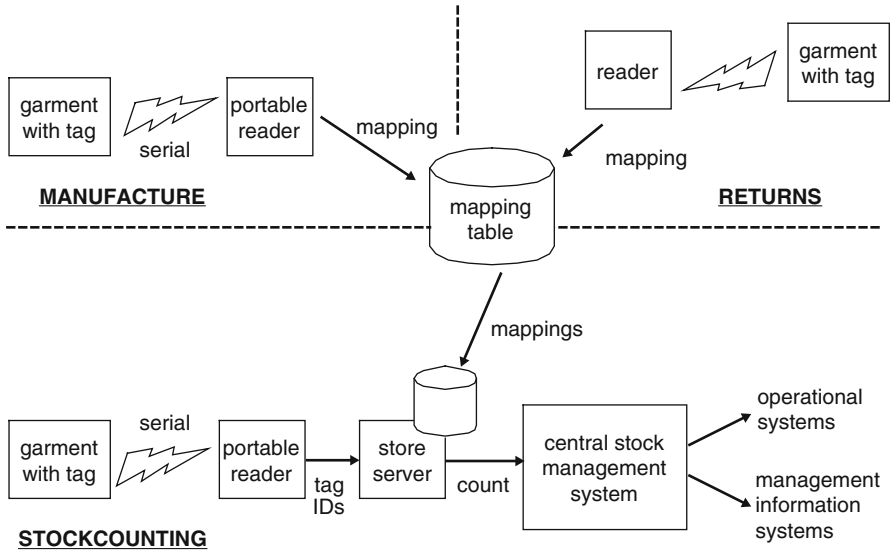 garment
with tag
serial
portable
reader
mapping
MANUFACTURE
reader
garment
with tag
mapping
RETURNS
mapping
table
mappings
garment
with tag
serial
portable
reader
tag
IDs
store
server
count
central stock
management
system
operational
systems
management
information
systems
STOCKCOUNTING